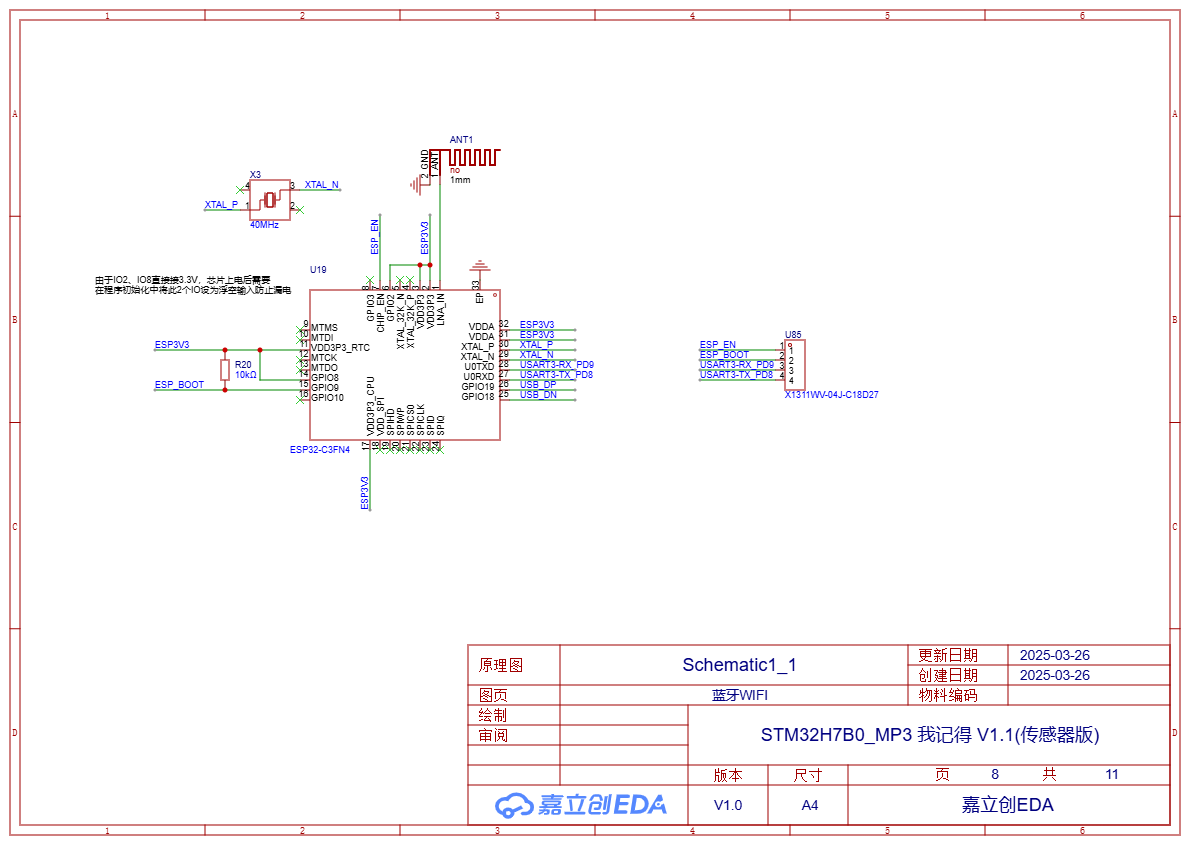 1 2 3 4 5 6
A
A
ANT1
2 GND
1 ANT
no
1mm
X3
4
3
XTAL_N
XTAL_P
1
2
40MHz
ESP_EN
ESP3V3
由于IO2、IO8直接接3.3V，芯片上电后需要
在程序初始化中将此2个IO设为浮空输入防止漏电
U19
8 7 6 5 4 3 2 1 33
GPIO3
CHIP_EN
GPIO2
XTAL_32K_N
XTAL_32K_P
VDD3P3
VDD3P3
LNA_IN
EP
B
B
9 MTMS
10 MTDI
ESP3V3
11 VDD3P3_RTC
12 MTCK
13 MTDO
14 GPIO8
15 GPIO9
16 GPIO10
R20
10kΩ
ESP_BOOT
VDDA 32 ESP3V3
VDDA 31 ESP3V3
XTAL_P 30 XTAL_P
XTAL_N 29 XTAL_N
U0TXD 28 USART3-RX_PD9
U0RXD 27 USART3-TX_PD8
GPIO19 26 USB_DP
GPIO18 25 USB_DN
VDD3P3_CPU
VDD_SPI
SPIHD
SPIWP
SPICS0
SPICLK
SPID
SPIQ
17 18 19 20 21 22 23 24
ESP32-C3FN4
ESP3V3
U85
ESP_EN 1 1
ESP_BOOT 2 2
USART3-RX_PD9 3 3
USART3-TX_PD8 4 4
X1311WV-04J-C18D27
C
C
D
D
原理图 Schematic1_1 更新日期 2025-03-26
创建日期 2025-03-26
图页 蓝牙WIFI 物料编码
绘制
审阅
STM32H7B0_MP3 我记得 V1.1(传感器版)
版本 尺寸 页 8 共 11
嘉立创EDA V1.0 A4 嘉立创EDA
1 2 3 4 5 6